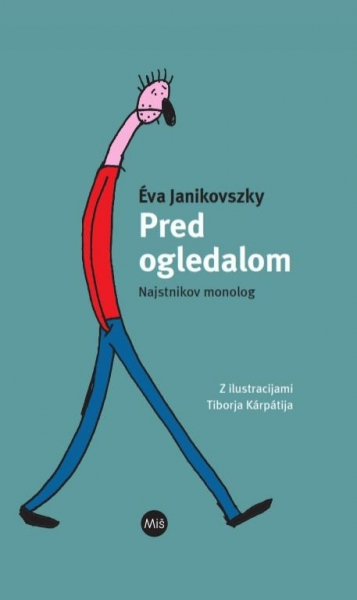 Éva Janikovszky
Pred
ogledalom
Najstnikov monolog
Z ilustracijami
Tiborja Kárpátija
Miš